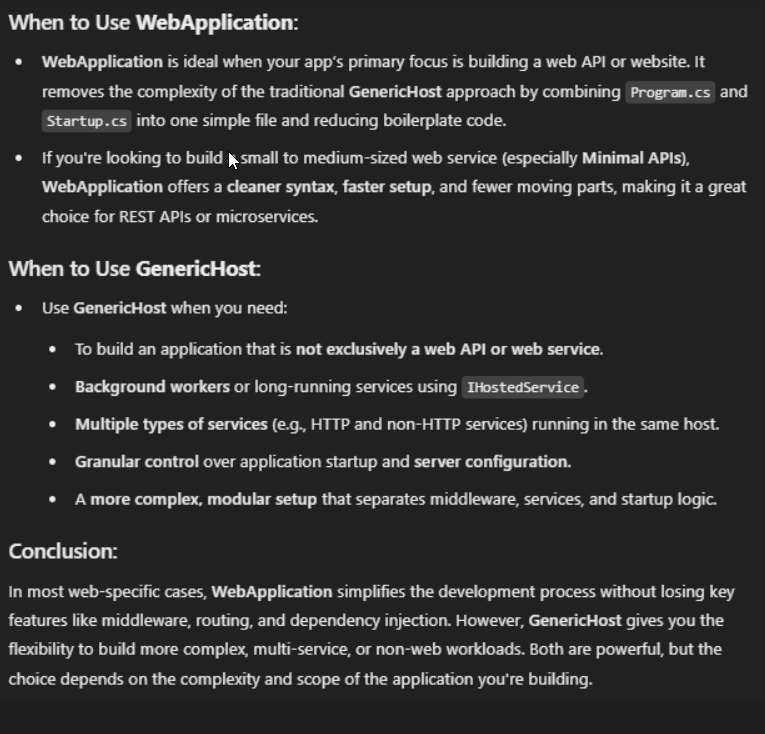 When to Use WebApplication:
• WebApplication is ideal when your app's primary focus is building a web API or website. It
removes the complexity of the traditional GenericHost approach by combining Program.cs and
Startup.cs into one simple file and reducing boilerplate code.
• If you're looking to build small to medium-sized web service (especially Minimal APIs),
WebApplication offers a cleaner syntax, faster setup, and fewer moving parts, making it a great
choice for REST APIs or microservices.
When to Use GenericHost:
• Use GenericHost when you need:
• To build an application that is not exclusively a web API or web service.
• Background workers or long-running services using IHostedService.
• Multiple types of services (e.g., HTTP and non-HTTP services) running in the same host.
• Granular control over application startup and server configuration.
• A more complex, modular setup that separates middleware, services, and startup logic.
Conclusion:
In most web-specific cases, WebApplication simplifies the development process without losing key
features like middleware, routing, and dependency injection. However, GenericHost gives you the
flexibility to build more complex, multi-service, or non-web workloads. Both are powerful, but the
choice depends on the complexity and scope of the application you're building.